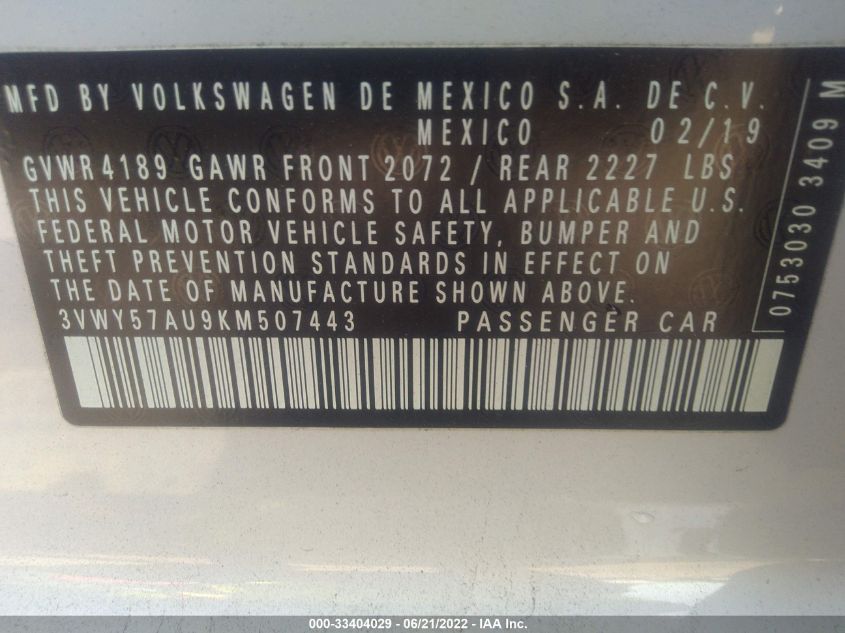 MFD BY VOLKSWAGEN DE MEXICO S.A. DE C.V.
MEXICO 02/19
GVWR 4189 GAWR FRONT 2072 / REAR 2227 LBS
THIS VEHICLE CONFORMS TO ALL APPLICABLE U.S.
FEDERAL MOTOR VEHICLE SAFETY, BUMPER AND
THEFT PREVENTION STANDARDS IN EFFECT ON
THE DATE OF MANUFACTURE SHOWN ABOVE.
3VWY57AU9KM507443 PASSENGER CAR
0753030 3409 M
000-33404029 - 06/21/2022 - IAA Inc.